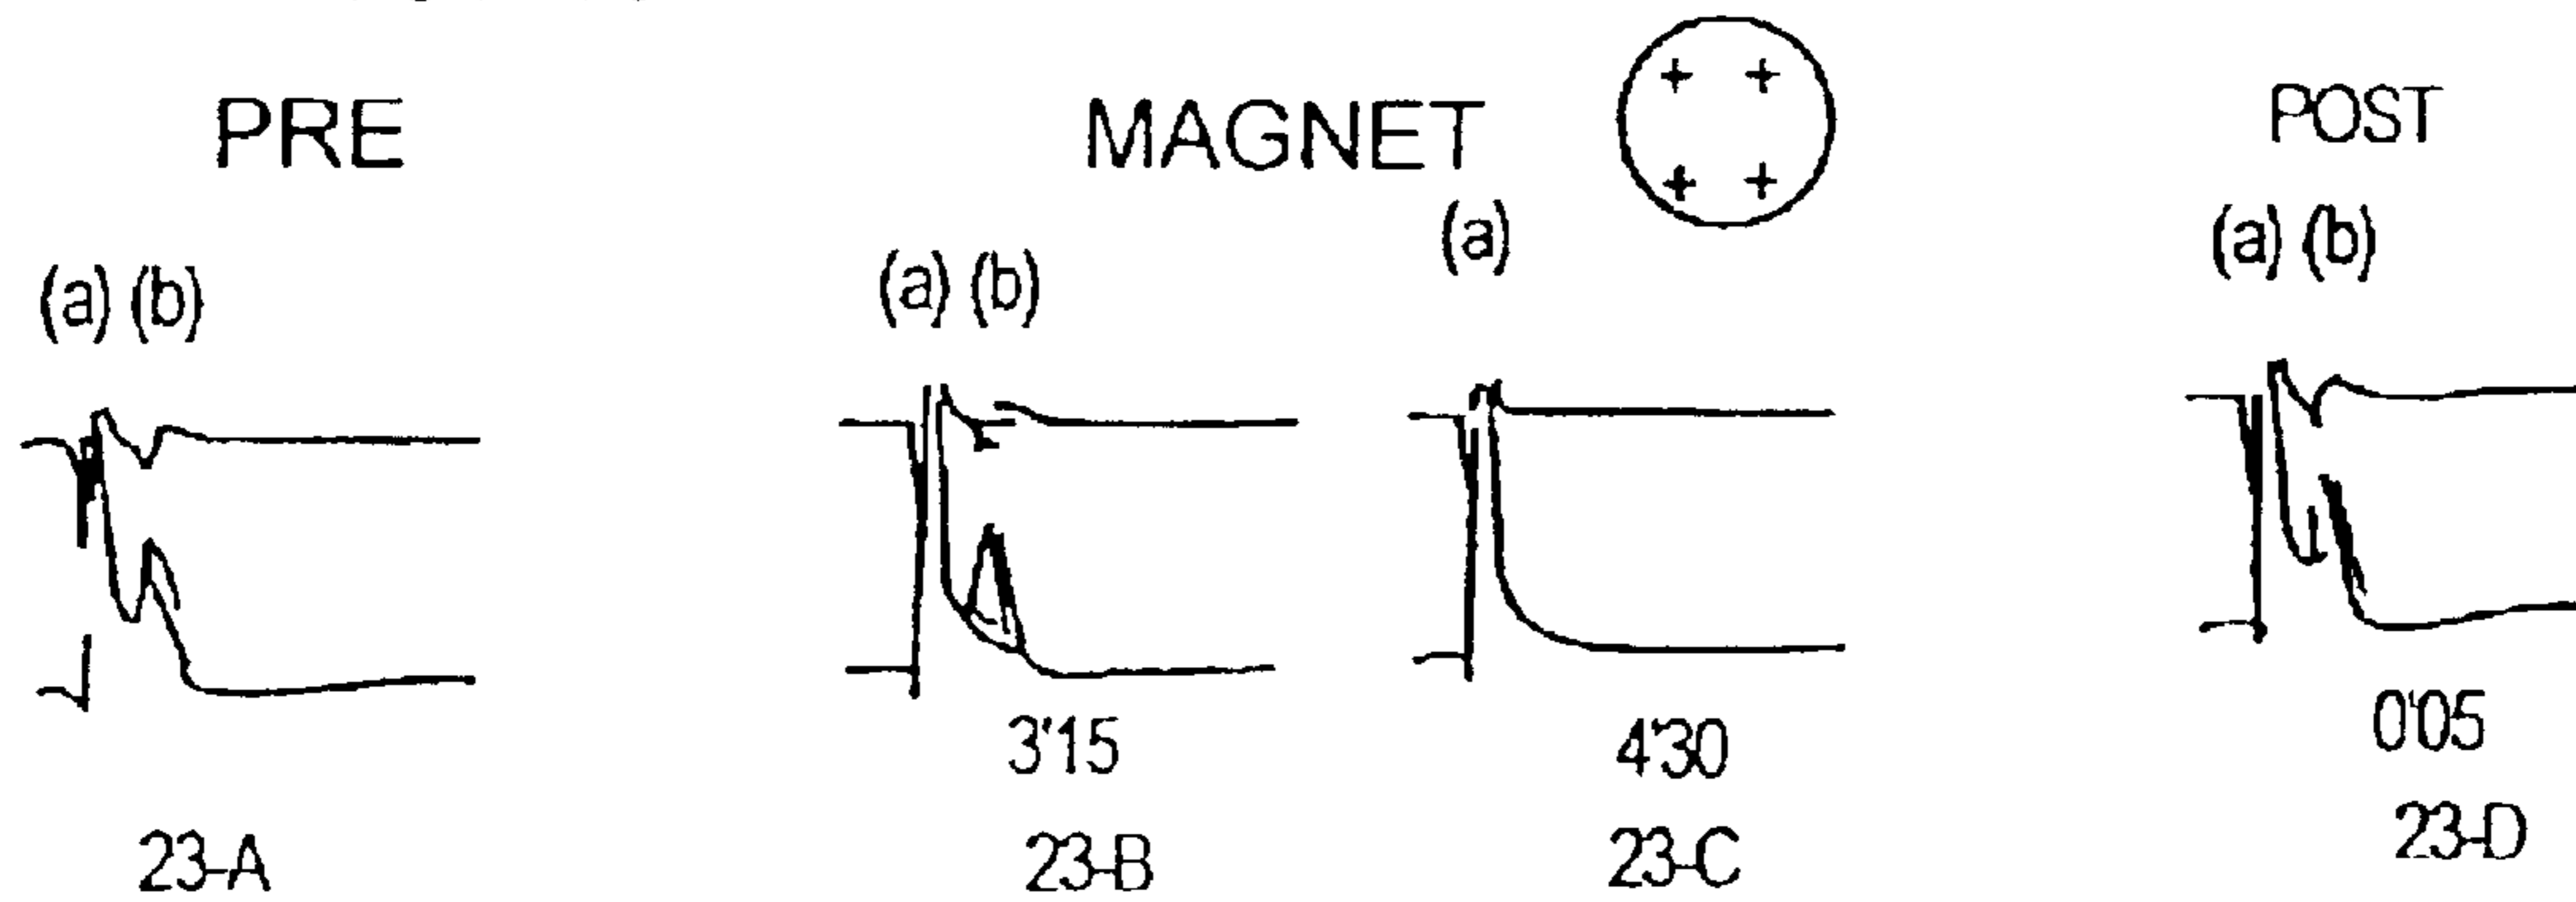 PRE
MAGNET
+ +
+ +
POST
(a) (b)
(a) (b)
(a)
(a) (b)
3'15
4'30
0'05
23-A
23-B
23-C
23-D